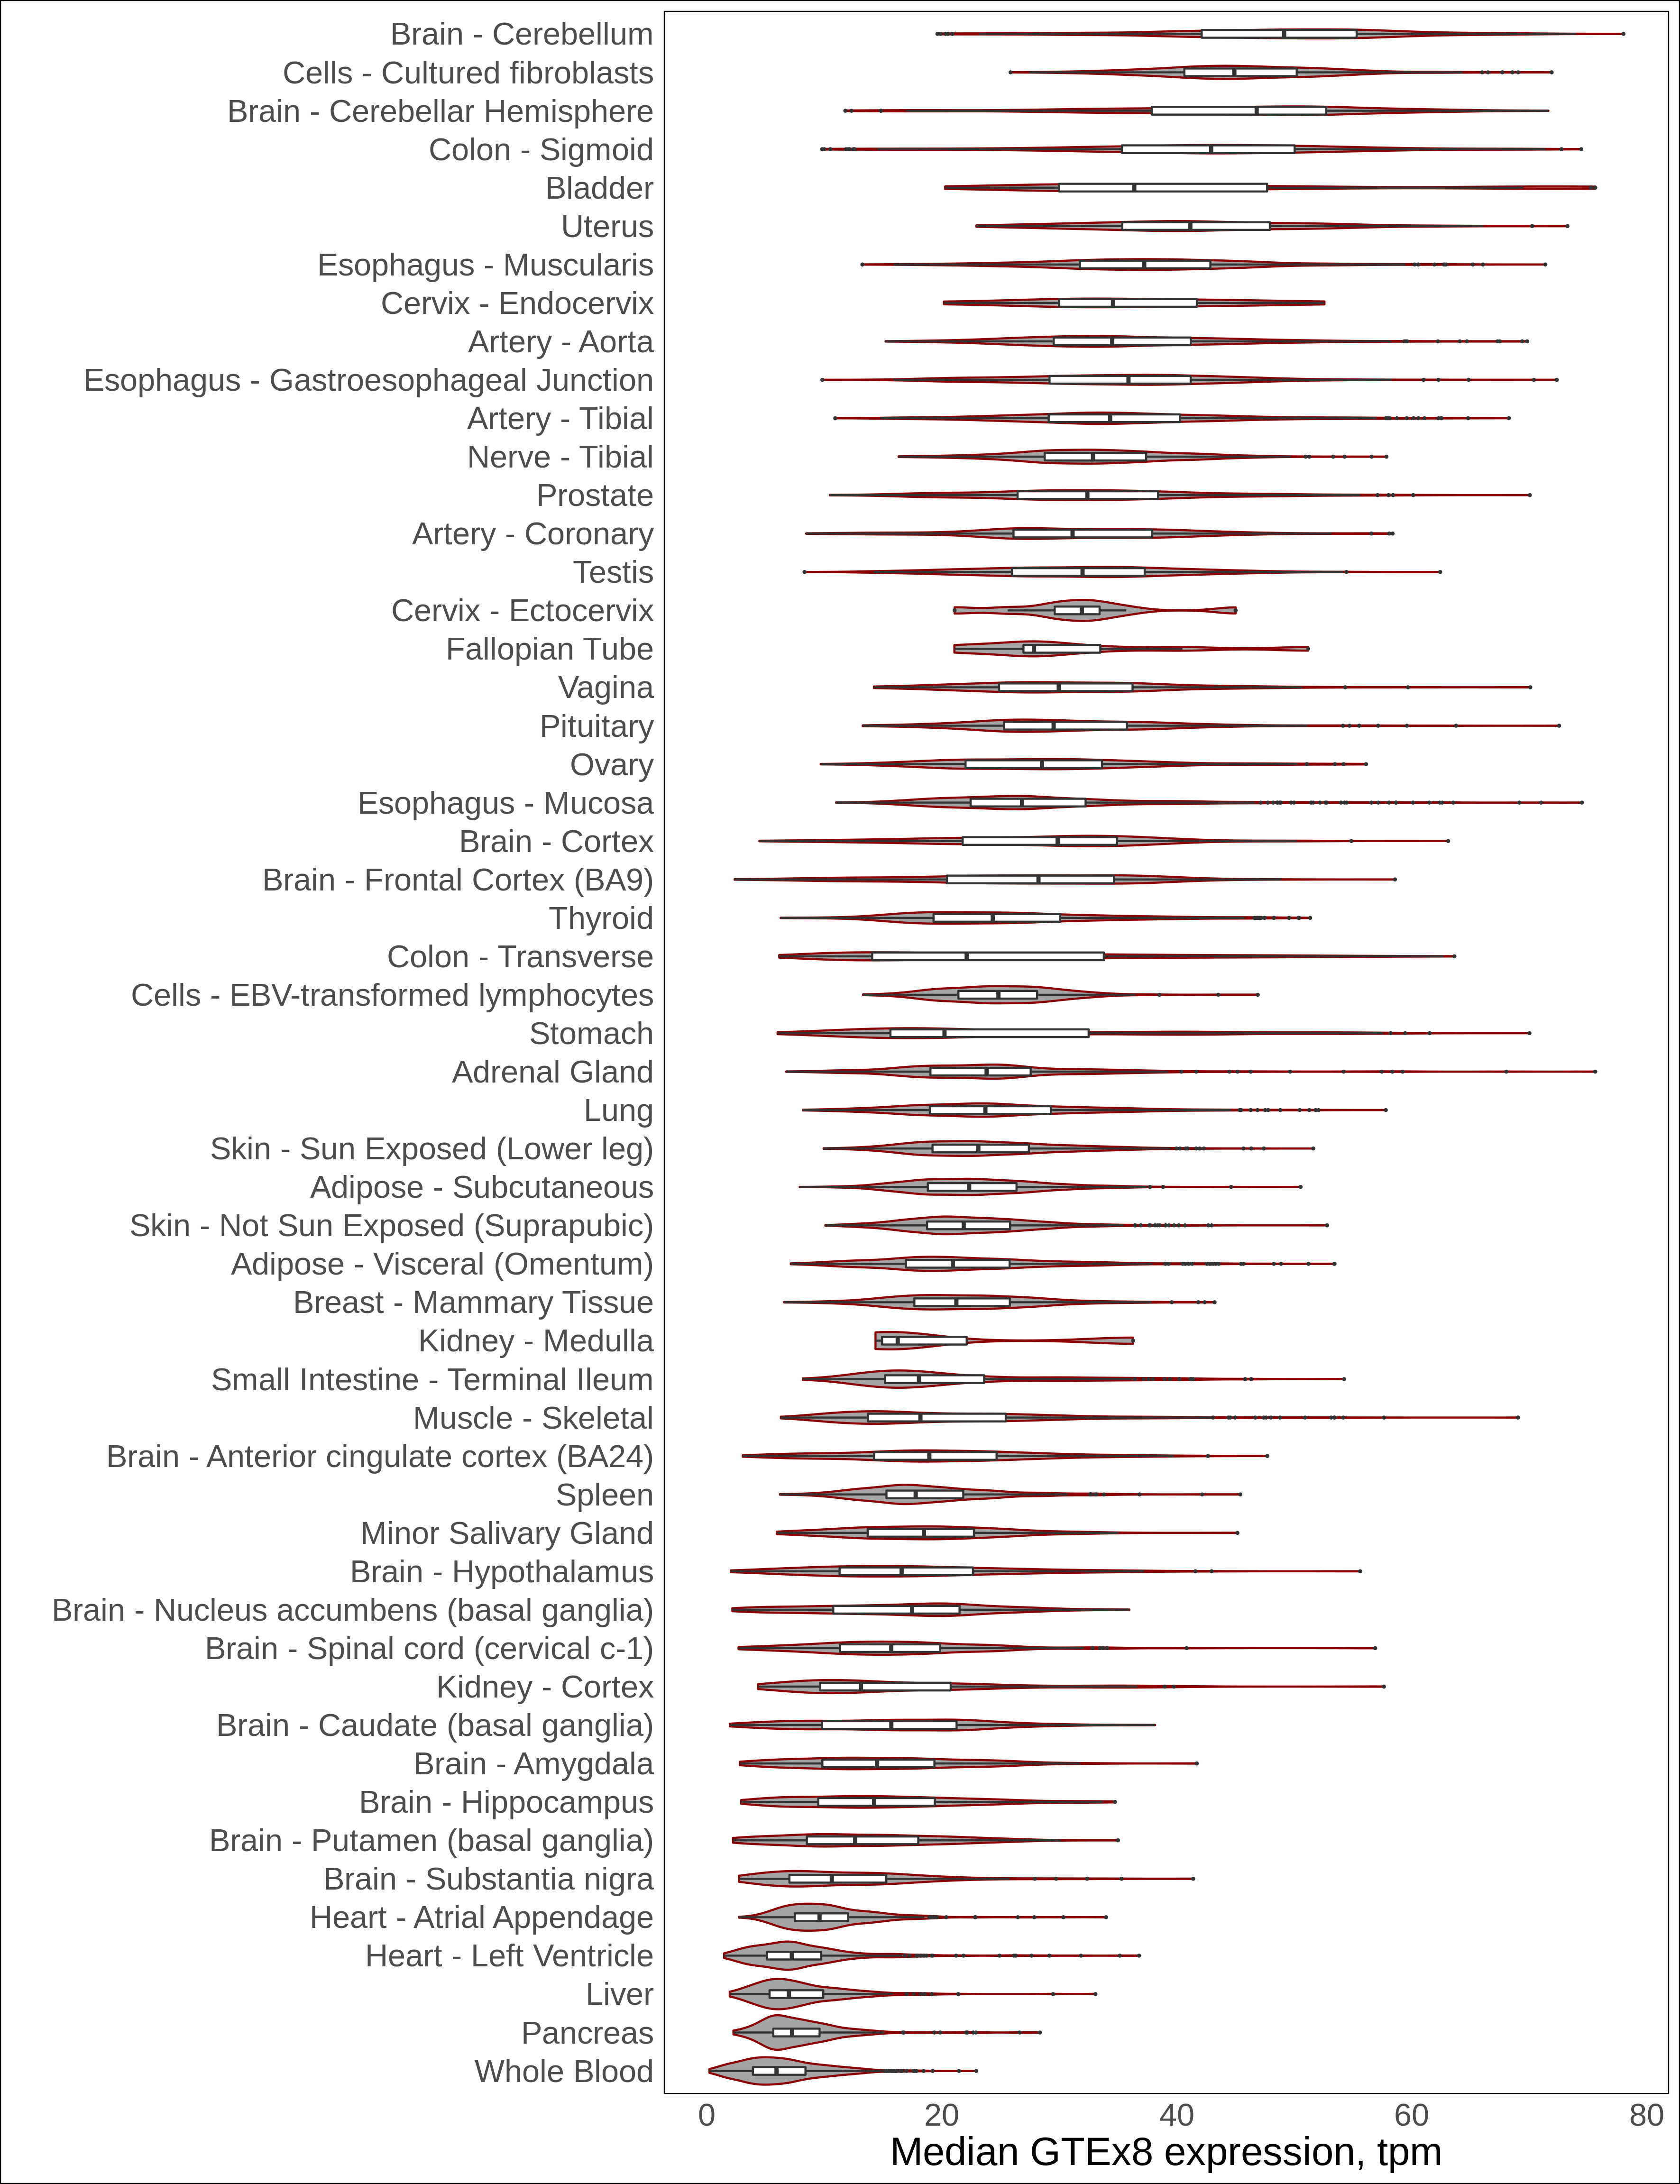 Brain - Cerebellum
Cells - Cultured fibroblasts
Brain - Cerebellar Hemisphere
Colon - Sigmoid
Bladder
Uterus
Esophagus - Muscularis
Cervix - Endocervix
Artery - Aorta
Esophagus - Gastroesophageal Junction
Artery - Tibial
Nerve - Tibial
Prostate
Artery - Coronary
Testis
Cervix - Ectocervix
Fallopian Tube
Vagina
Pituitary
Ovary
Esophagus - Mucosa
Brain - Cortex
Brain - Frontal Cortex (BA9)
Thyroid
Colon - Transverse
Cells - EBV-transformed lymphocytes
Stomach
Adrenal Gland
Lung
Skin - Sun Exposed (Lower leg)
Adipose - Subcutaneous
Skin - Not Sun Exposed (Suprapubic)
Adipose - Visceral (Omentum)
Breast - Mammary Tissue
Kidney - Medulla
Small Intestine - Terminal Ileum
Muscle - Skeletal
Brain - Anterior cingulate cortex (BA24)
Spleen
Minor Salivary Gland
Brain - Hypothalamus
Brain - Nucleus accumbens (basal ganglia)
Brain - Spinal cord (cervical c-1)
Kidney - Cortex
Brain - Caudate (basal ganglia)
Brain - Amygdala
Brain - Hippocampus
Brain - Putamen (basal ganglia)
Brain - Substantia nigra
Heart - Atrial Appendage
Heart - Left Ventricle
Liver
Pancreas
Whole Blood
0 20 40 60 80
Median GTEx8 expression, tpm